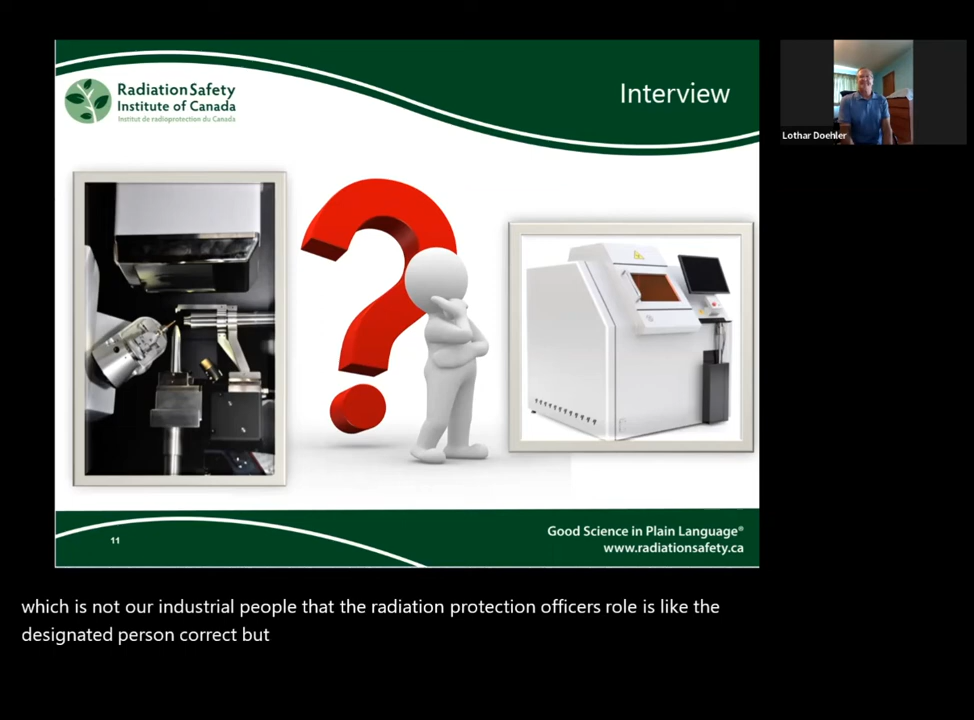 Radiation Safety
Institute of Canada
Institut de radioprotection du Canada
Interview
Lothar Doehler
11
Good Science in Plain Language®
www.radiationsafety.ca
which is not our industrial people that the radiation protection officers role is like the
designated person correct but